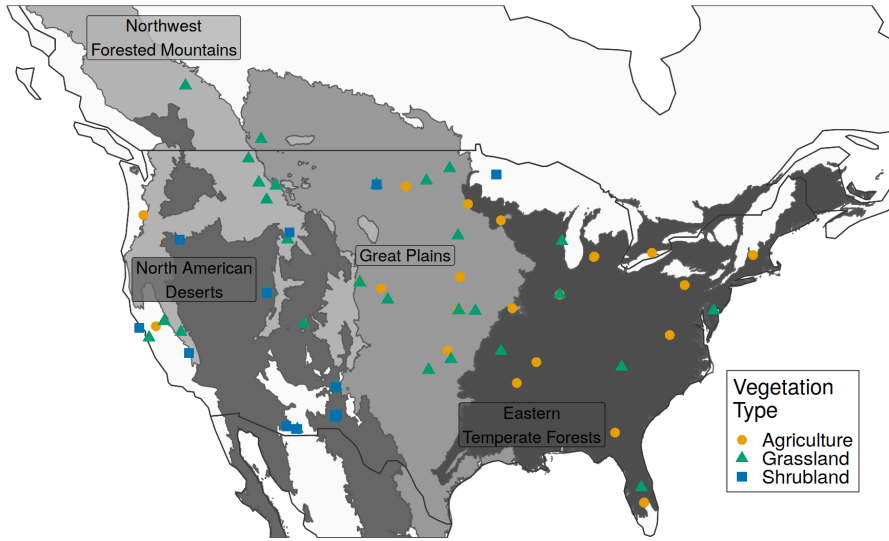 Northwest
Forested Mountains
Great Plains
North American
Deserts
Eastern
Temperate Forests
Vegetation
Type
Agriculture
Grassland
Shrubland